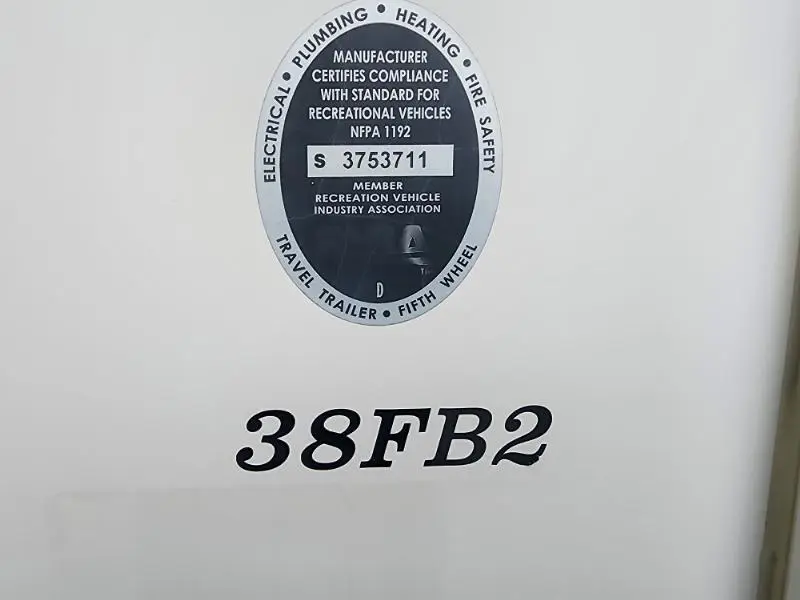 ELECTRICAL • PLUMBING • HEATING • FIRE SAFETY
MANUFACTURER
CERTIFIES COMPLIANCE
WITH STANDARD FOR
RECREATIONAL VEHICLES
NFPA 1192
S 3753711
MEMBER
RECREATION VEHICLE
INDUSTRY ASSOCIATION
D
TRAVEL TRAILER • FIFTH WHEEL
38FB2